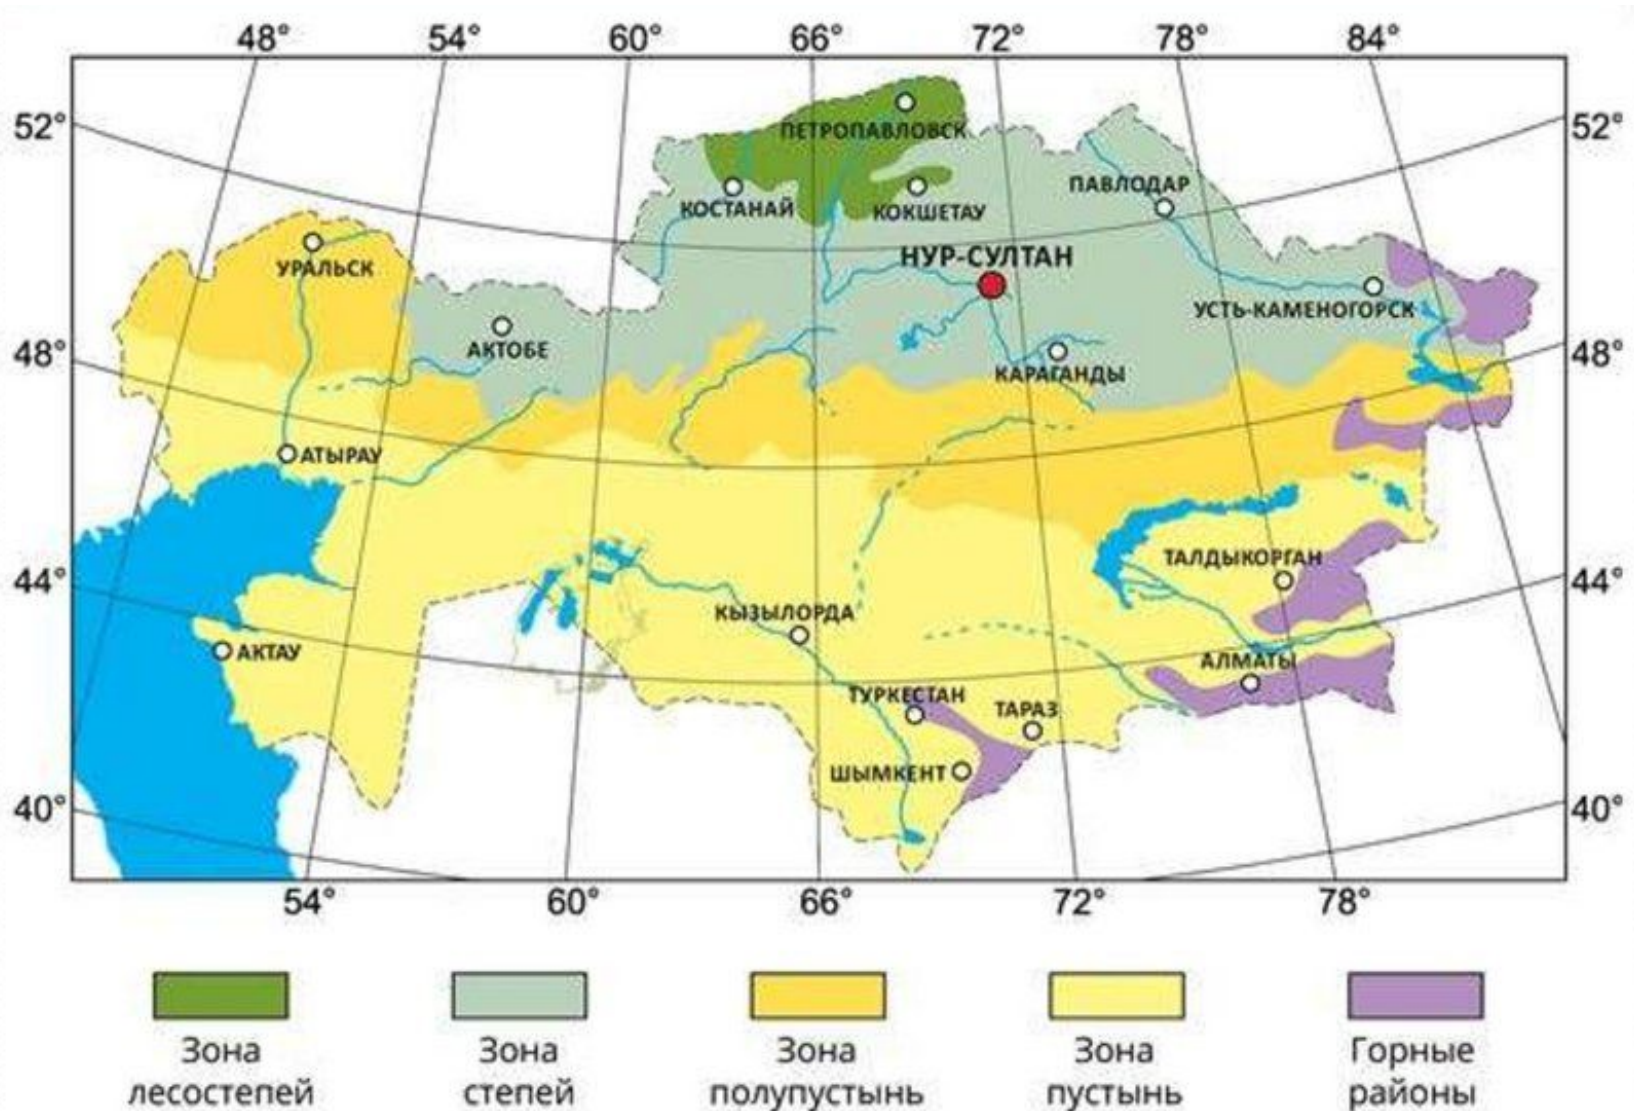 48° 54° 60° 66° 72° 78° 84°
52° 52°
ПЕТРОПАВЛОВСК
ПАВЛОДАР
КОСТАНАЙ КОКШЕТАУ
НУР-СУЛТАН
УРАЛЬСК
УСТЬ-КАМЕНОГОРСК
АКТОБЕ
48° 48°
КАРАГАНДЫ
АТЫРАУ
ТАЛДЫКОРГАН
44° 44°
КЫЗЫЛОРДА
АКТАУ
АЛМАТЫ
ТУРКЕСТАН
ТАРАЗ
ШЫМКЕНТ
40° 40°
54° 60° 66° 72° 78°
Зона
лесостепей
Зона
степей
Зона
полупустынь
Зона
пустынь
Горные
районы